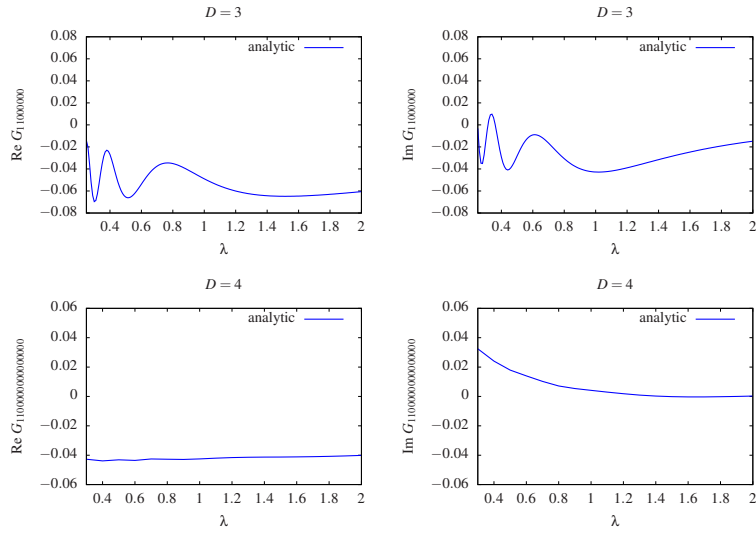 D = 3
Re G₁₁₀₀₀₀₀₀
0.08
0.06
0.04
0.02
0
−0.02
−0.04
−0.06
−0.08
analytic
0.4 0.6 0.8 1 1.2 1.4 1.6 1.8 2
λ
D = 3
Im G₁₁₀₀₀₀₀₀
0.08
0.06
0.04
0.02
0
−0.02
−0.04
−0.06
−0.08
analytic
0.4 0.6 0.8 1 1.2 1.4 1.6 1.8 2
λ
D = 4
Re G₁₁₀₀₀₀₀₀₀₀₀₀₀₀₀₀
0.06
0.04
0.02
0
−0.02
−0.04
−0.06
analytic
0.4 0.6 0.8 1 1.2 1.4 1.6 1.8 2
λ
D = 4
Im G₁₁₀₀₀₀₀₀₀₀₀₀₀₀₀₀
0.06
0.04
0.02
0
−0.02
−0.04
−0.06
analytic
0.4 0.6 0.8 1 1.2 1.4 1.6 1.8 2
λ